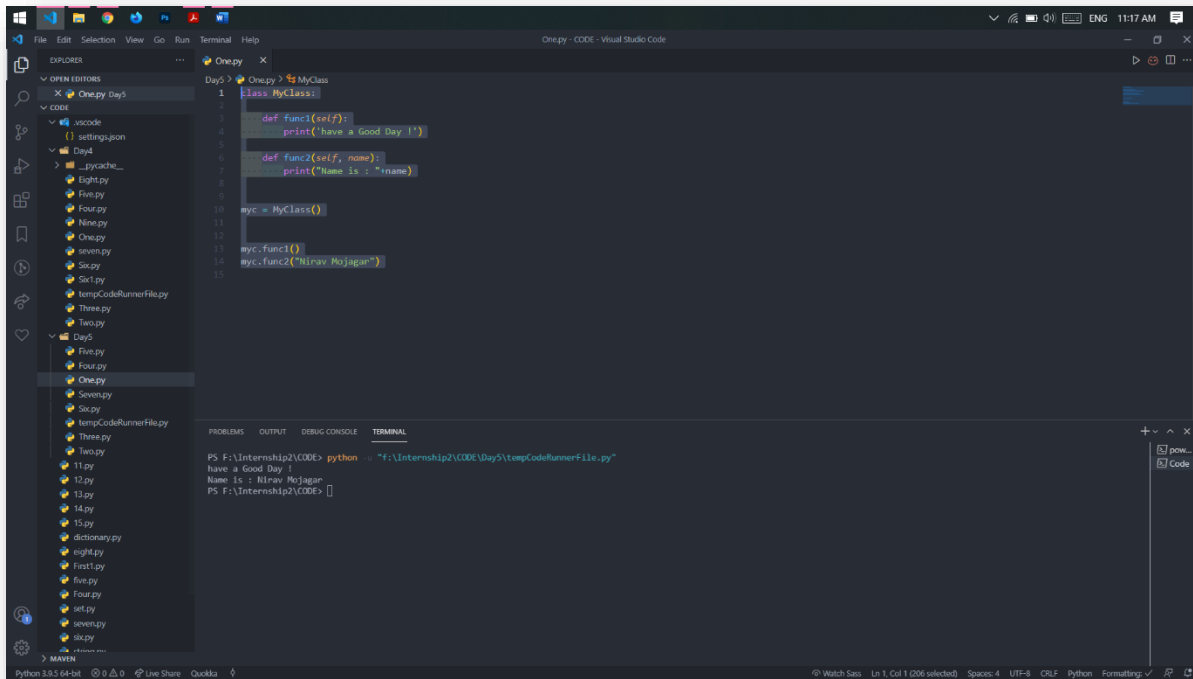 ENG 11:17 AM
File Edit Selection View Go Run Terminal Help
One.py - CODE - Visual Studio Code
EXPLORER
OPEN EDITORS
One.py Day5
CODE
.vscode
settings.json
Day4
__pycache__
Eight.py
Five.py
Four.py
Nine.py
One.py
seven.py
Six.py
Six1.py
tempCodeRunnerFile.py
Three.py
Two.py
Day5
Five.py
Four.py
One.py
Seven.py
Six.py
tempCodeRunnerFile.py
Three.py
Two.py
11.py
12.py
13.py
14.py
15.py
dictionary.py
eight.py
First1.py
five.py
Four.py
set.py
seven.py
six.py
string.py
MAVEN
One.py
Day5 > One.py > MyClass
1 class MyClass:
2
3 def func1(self):
4 print('have a Good Day !')
5
6 def func2(self, name):
7 print("Name is : "+name)
8
9
10 myc = MyClass()
11
12
13 myc.func1()
14 myc.func2("Nirav Mojagar")
15
PROBLEMS OUTPUT DEBUG CONSOLE TERMINAL
PS F:\Internship2\CODE> python -u "f:\Internship2\CODE\Day5\tempCodeRunnerFile.py"
have a Good Day !
Name is : Nirav Mojagar
PS F:\Internship2\CODE>
pow...
Code
Python 3.9.5 64-bit 0 0 Live Share Quokka
Watch Sass Ln 1, Col 1 (206 selected) Spaces: 4 UTF-8 CRLF Python Formatting: ✓